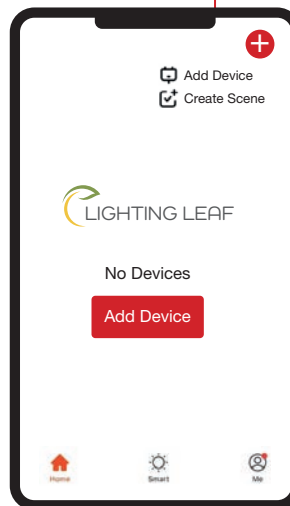 Add Device
Create Scene
LIGHTING LEAF
No Devices
Add Device
Home
Smart
Me